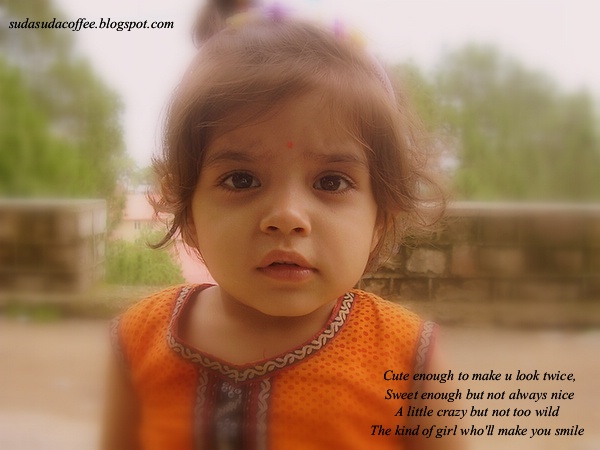 sudasudacoffee.blogspot.com
Cute enough to make u look twice,
Sweet enough but not always nice
A little crazy but not too wild
The kind of girl who'll make you smile